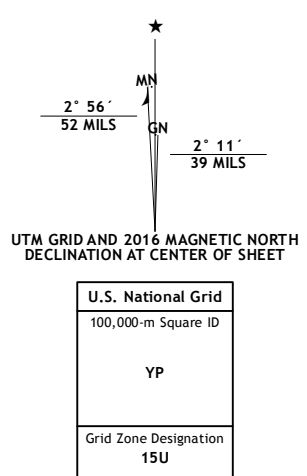 ★
MN
2° 56´
52 MILS
GN
2° 11´
39 MILS
UTM GRID AND 2016 MAGNETIC NORTH
DECLINATION AT CENTER OF SHEET
U.S. National Grid
100,000-m Square ID
YP
Grid Zone Designation
15U